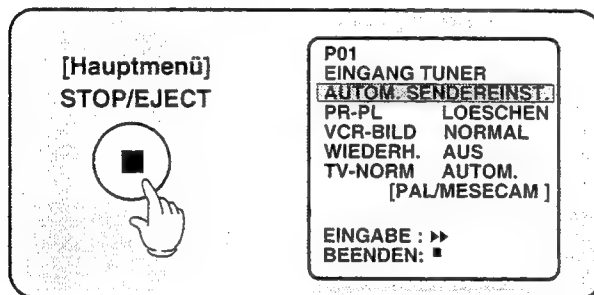 [Hauptmenü]
STOP/EJECT
P01
EINGANG TUNER
AUTOM. SENDEREINST.
PR-PL LOESCHEN
VCR-BILD NORMAL
WIEDERH. AUS
TV-NORM AUTOM.
[PAL/MESECAM ]
EINGABE : ▶▶
BEENDEN: ■